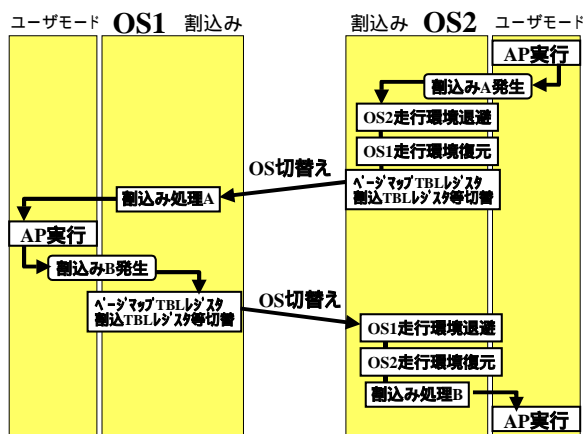 ユーザモード OS1 割込み
割込み OS2 ユーザモード
AP実行
割込みA発生
OS2走行環境退避
OS1走行環境復元
OS切替え
ページマップTBLレジスタ
割込TBLレジスタ等切替
割込み処理A
AP実行
割込みB発生
ページマップTBLレジスタ
割込TBLレジスタ等切替
OS切替え
OS1走行環境退避
OS2走行環境復元
割込み処理B
AP実行